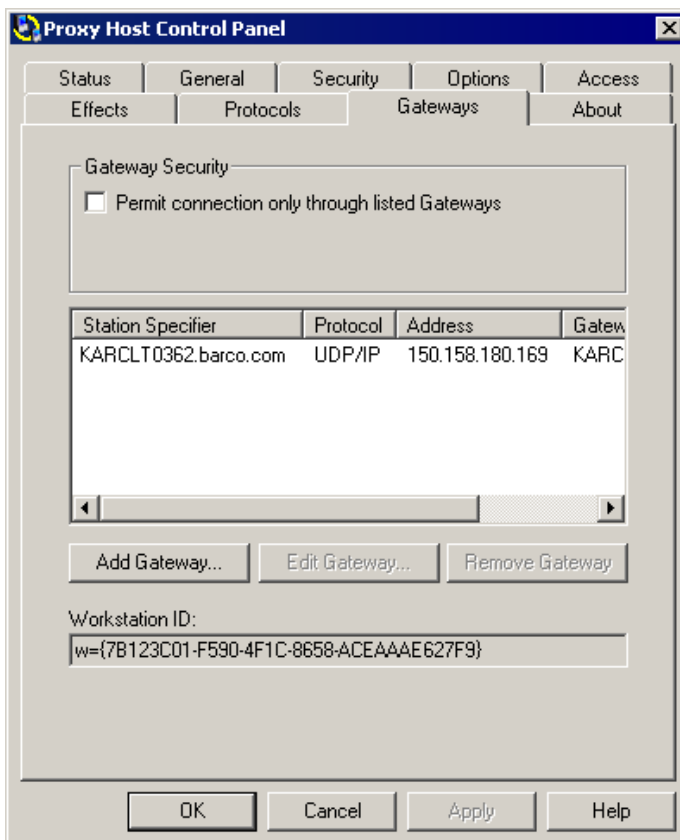 Proxy Host Control Panel
Status General Security Options Access
Effects Protocols Gateways About
Gateway Security
Permit connection only through listed Gateways
Station Specifier Protocol Address Gatew
KARCLT0362.barco.com UDP/IP 150.158.180.169 KARC
Add Gateway... Edit Gateway... Remove Gateway
Workstation ID:
w={7B123C01-F590-4F1C-8658-ACEAAAE627F9}
OK Cancel Apply Help